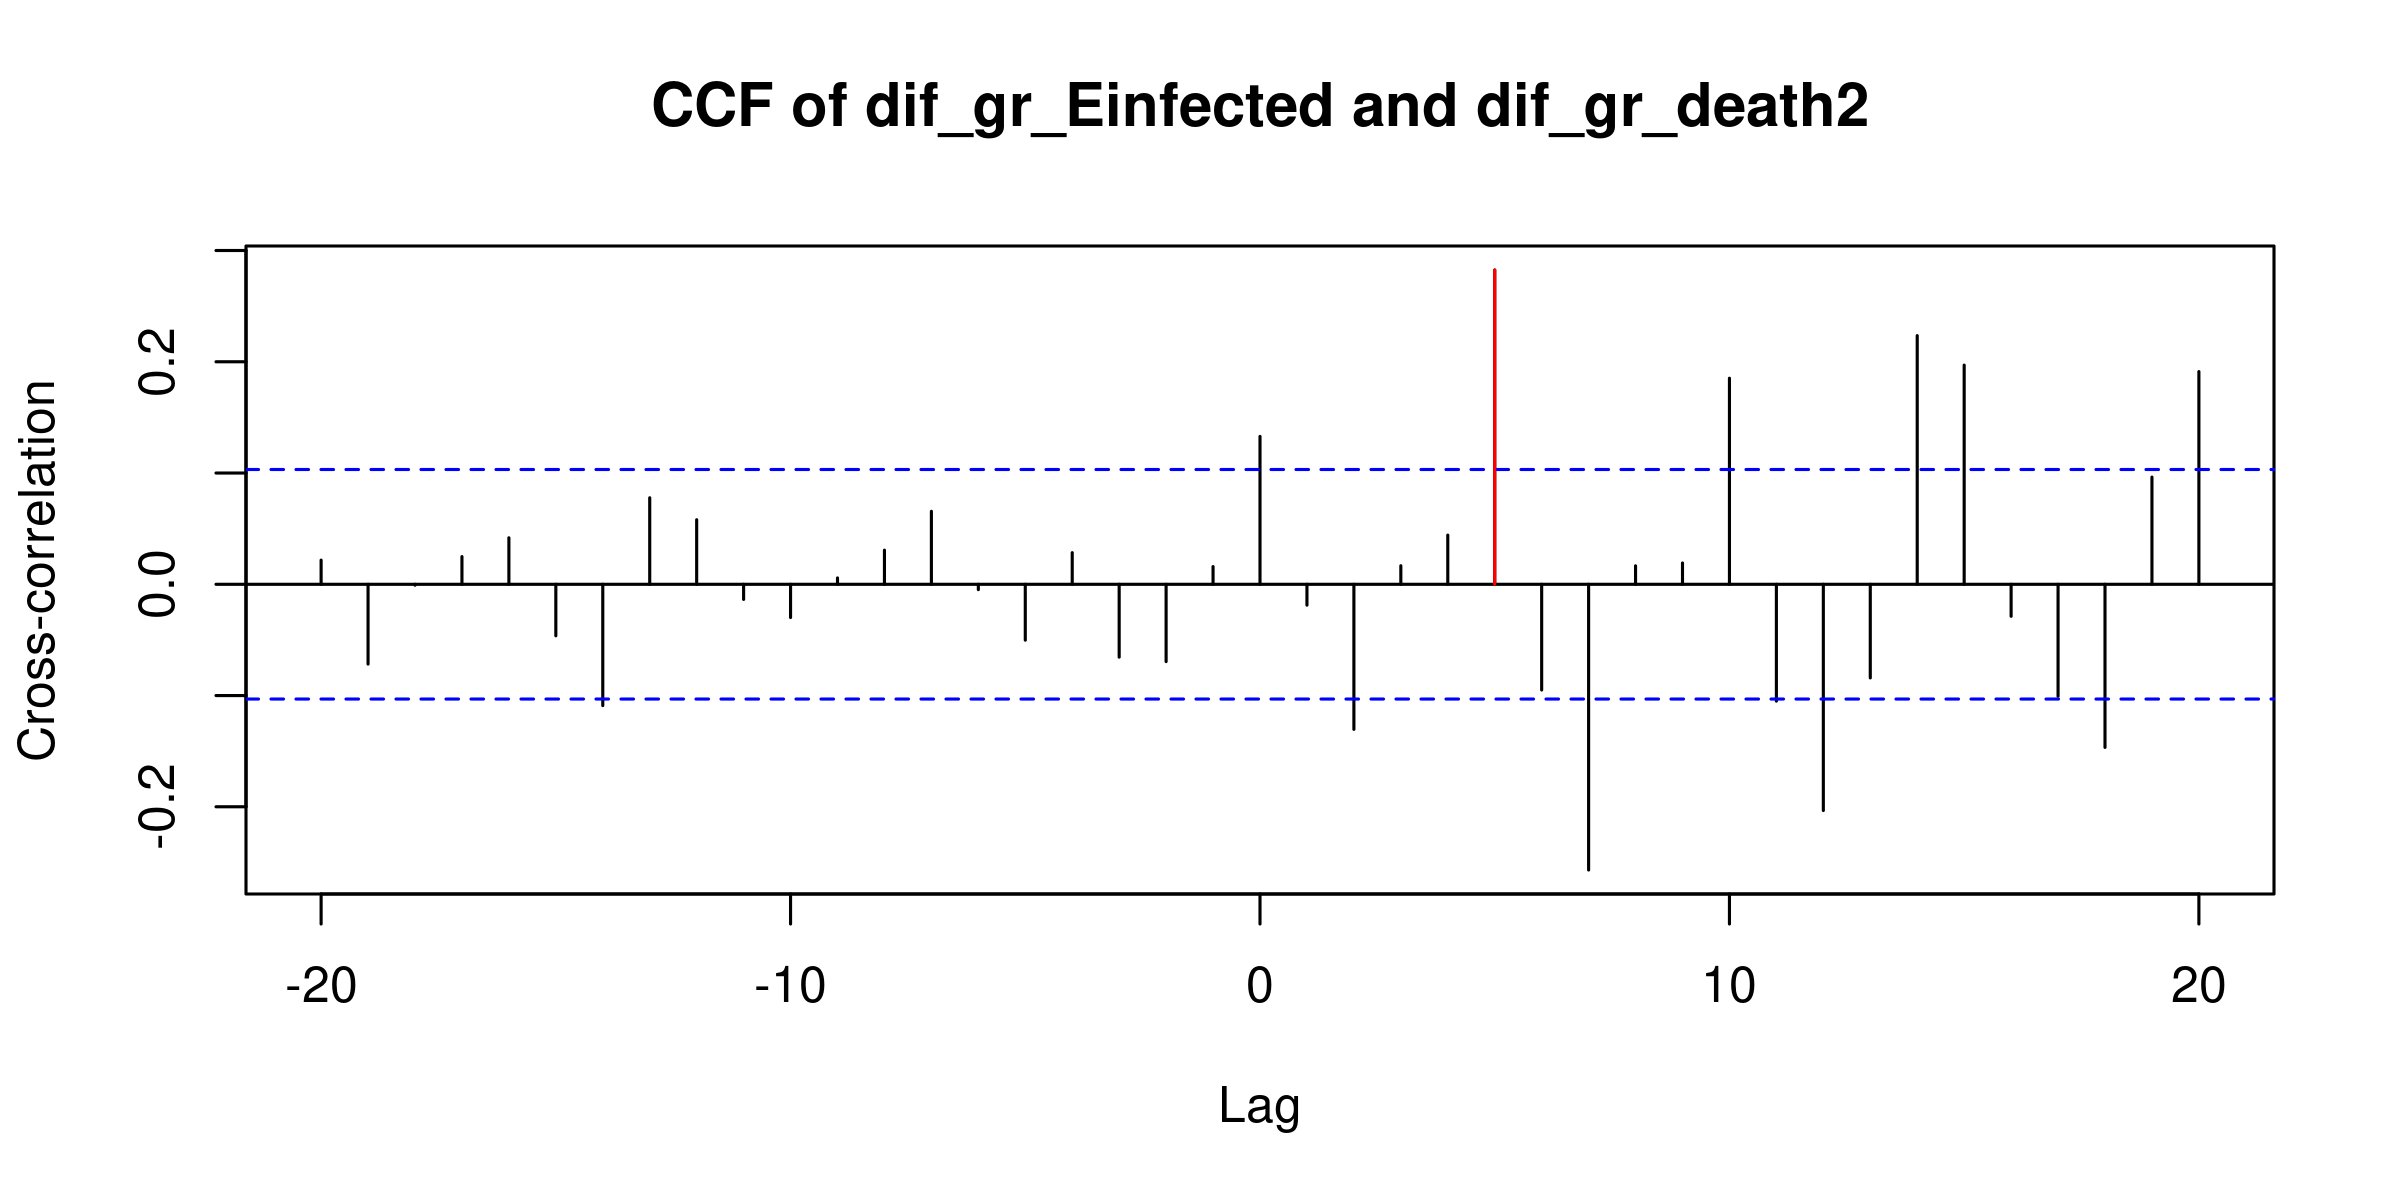 CCF of dif_gr_Einfected and dif_gr_death2
Cross-correlation
0.2
0.0
-0.2
-20 -10 0 10 20
Lag